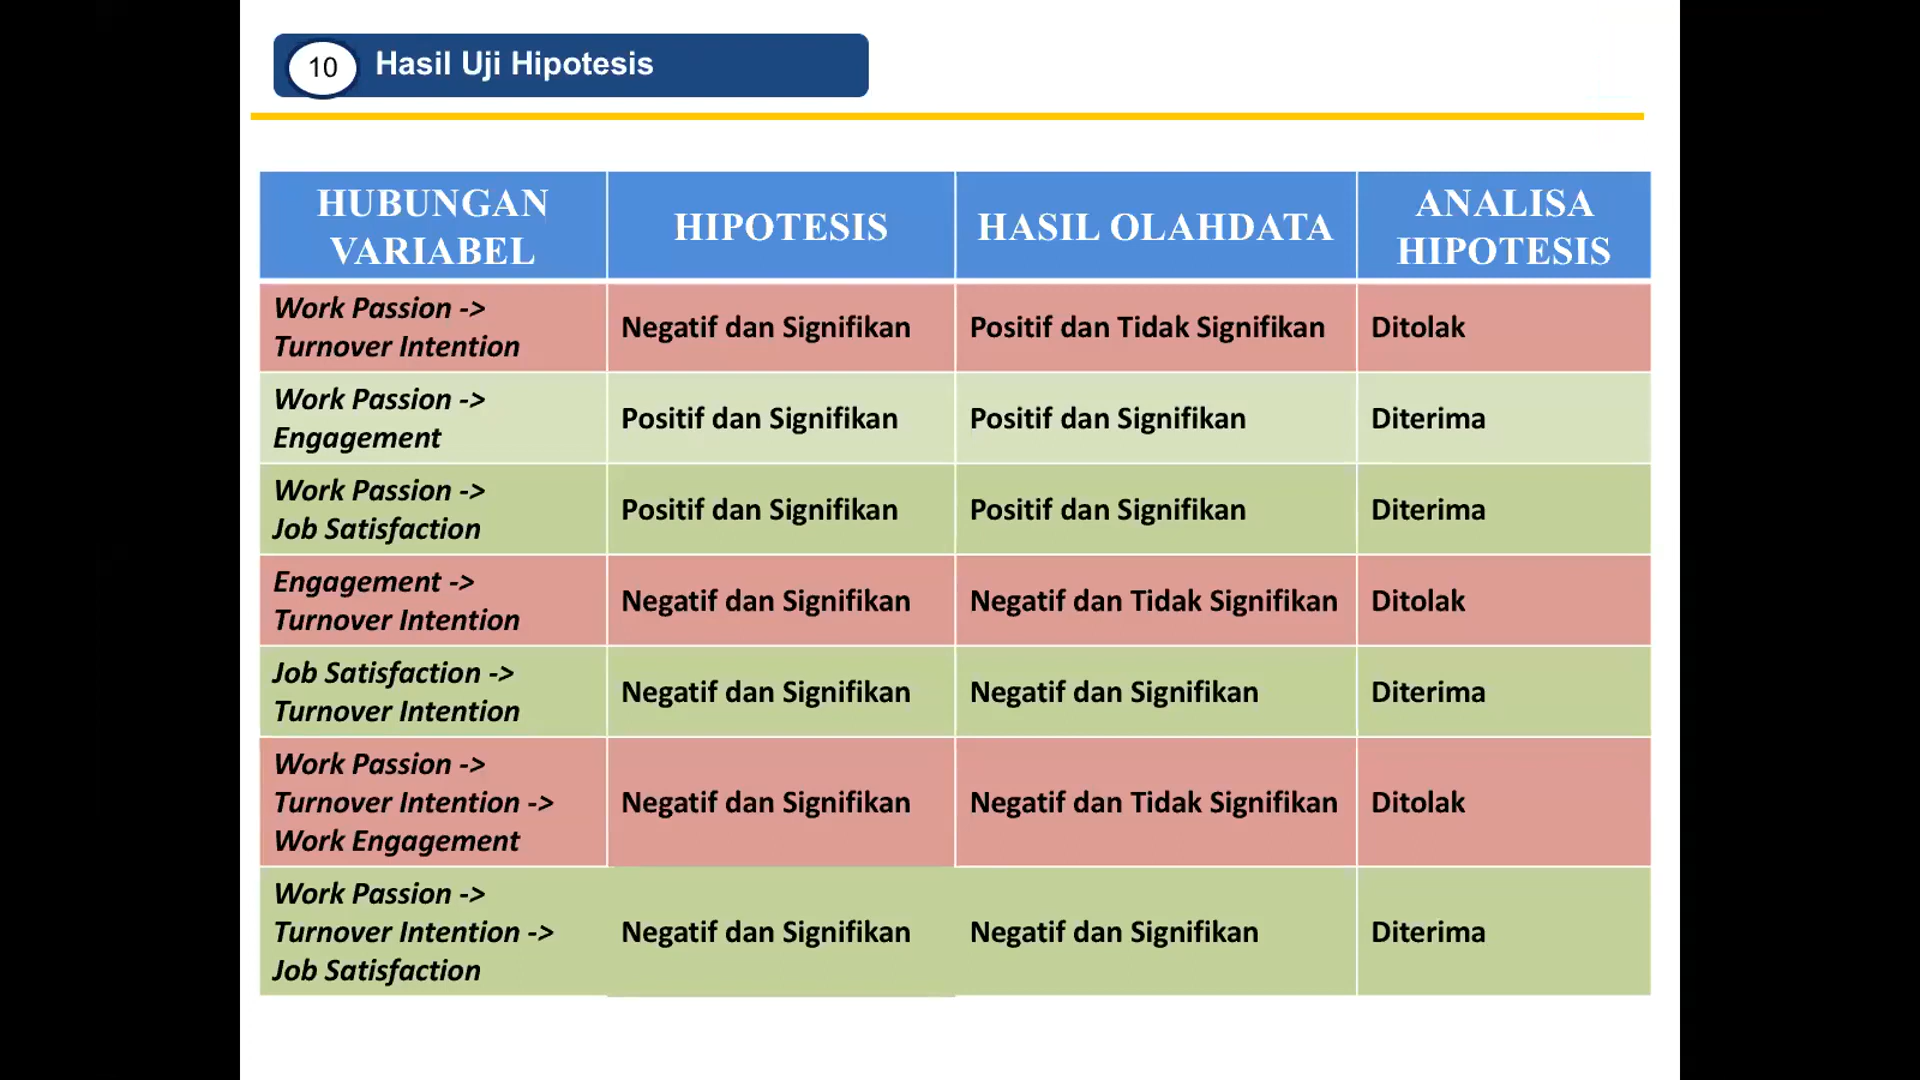 10 Hasil Uji Hipotesis
HUBUNGAN
VARIABEL
HIPOTESIS
HASIL OLAHDATA
ANALISA
HIPOTESIS
Work Passion ->
Turnover Intention
Negatif dan Signifikan
Positif dan Tidak Signifikan
Ditolak
Work Passion ->
Engagement
Positif dan Signifikan
Positif dan Signifikan
Diterima
Work Passion ->
Job Satisfaction
Positif dan Signifikan
Positif dan Signifikan
Diterima
Engagement ->
Turnover Intention
Negatif dan Signifikan
Negatif dan Tidak Signifikan
Ditolak
Job Satisfaction ->
Turnover Intention
Negatif dan Signifikan
Negatif dan Signifikan
Diterima
Work Passion ->
Turnover Intention ->
Work Engagement
Negatif dan Signifikan
Negatif dan Tidak Signifikan
Ditolak
Work Passion ->
Turnover Intention ->
Job Satisfaction
Negatif dan Signifikan
Negatif dan Signifikan
Diterima